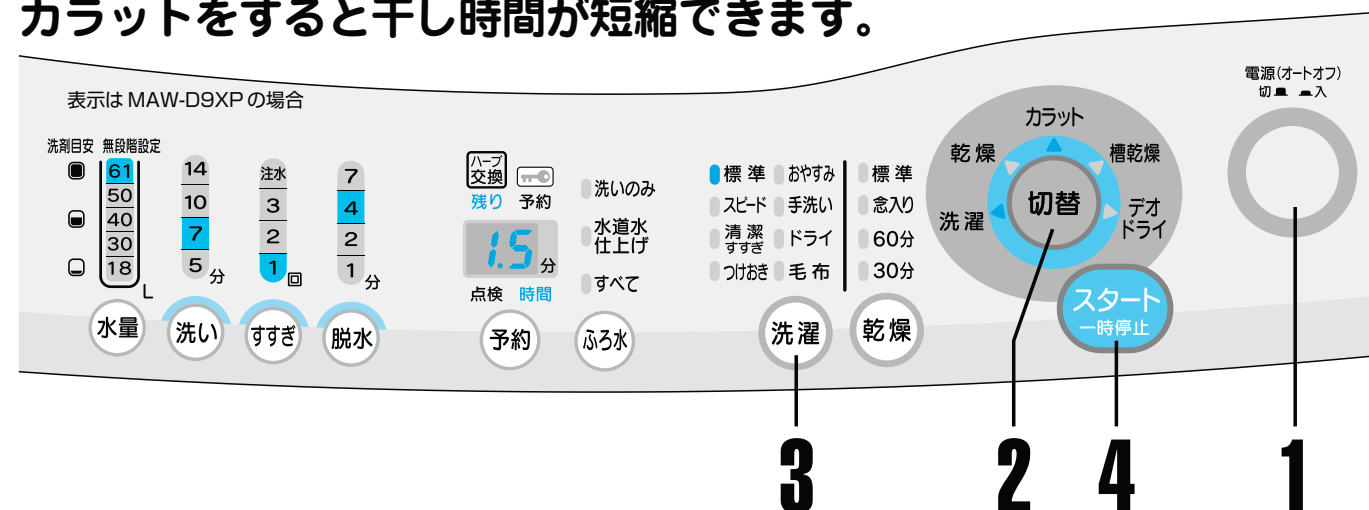 カラットをすると干し時間が短縮できます。
表示は MAW-D9XPの場合
電源(オートオフ)
切 入
洗剤目安 無段階設定
61
50
40
30
18
L
水量
14
10
7
5 分
洗い
注水
3
2
1 回
すすぎ
7
4
2
1 分
脱水
ハーブ
交換
残り 予約
1.5 分
点検 時間
予約
洗いのみ
水道水
仕上げ
すべて
ふろ水
標準 おやすみ
スピード 手洗い
清潔
すすぎ ドライ
つけおき 毛布
洗濯
標準
念入り
60分
30分
乾燥
カラット
乾燥 槽乾燥
洗濯 デオ
ドライ
切替
スタート
一時停止
3 2 4 1